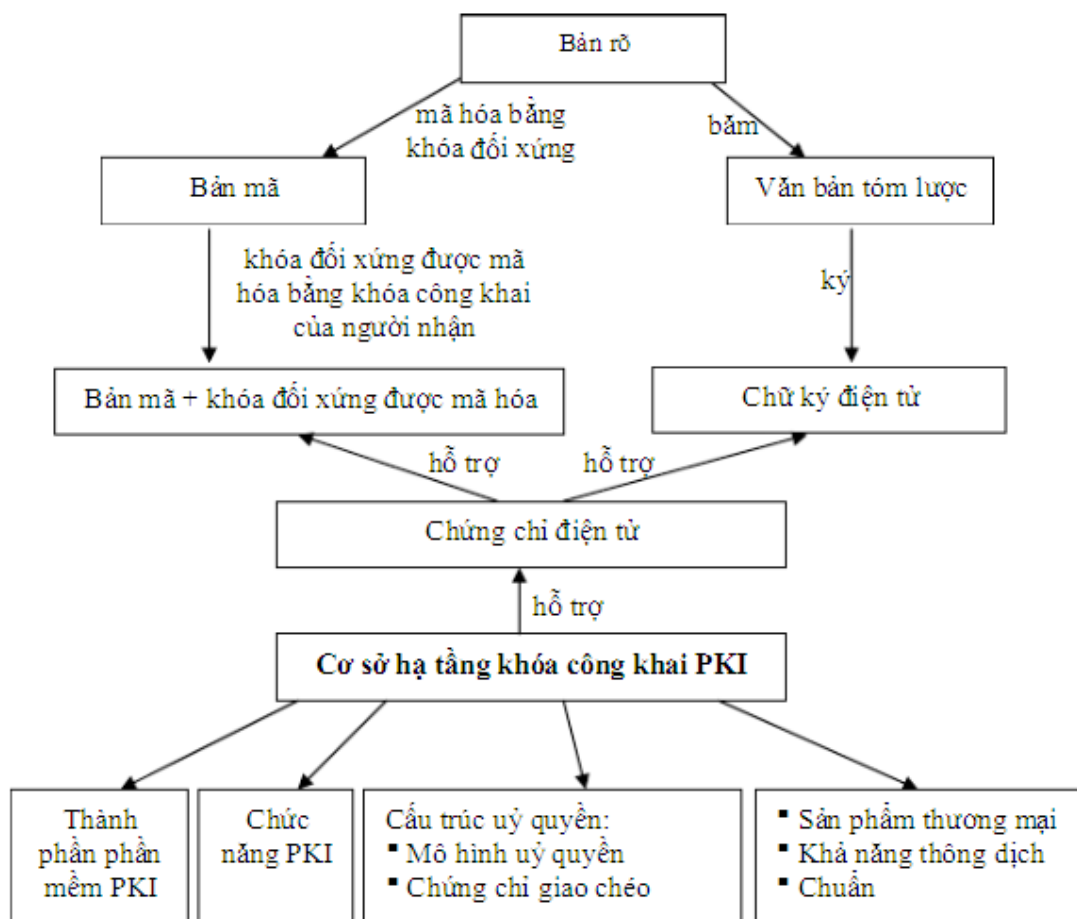 Bản rõ
mã hóa bằng
khóa đối xứng
băm
Bản mã
Văn bản tóm lược
khóa đối xứng được mã
hóa bằng khóa công khai
của người nhận
ký
Bản mã + khóa đối xứng được mã hóa
Chữ ký điện tử
hỗ trợ
hỗ trợ
Chứng chỉ điện tử
hỗ trợ
Cơ sở hạ tầng khóa công khai PKI
Thành
phần phần
mềm PKI
Chức
năng PKI
Cấu trúc uỷ quyền:
▪ Mô hình uỷ quyền
▪ Chứng chỉ giao chéo
▪ Sản phẩm thương mại
▪ Khả năng thông dịch
▪ Chuẩn